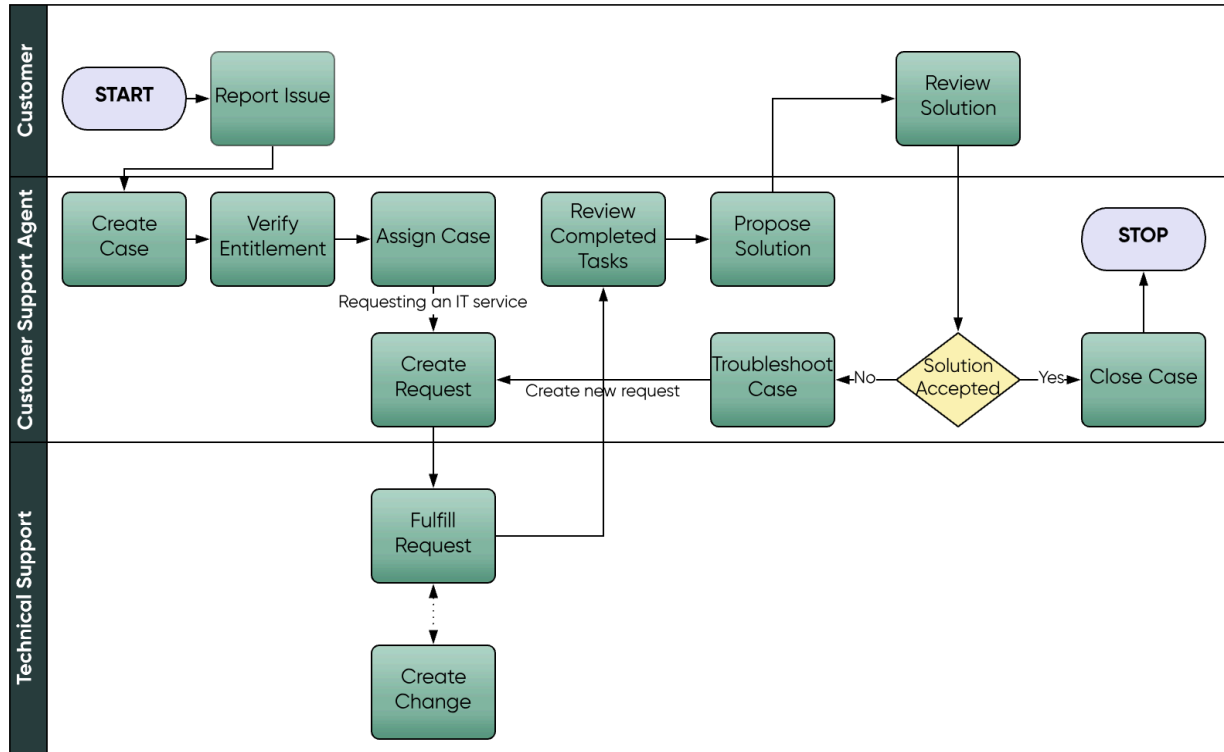 Customer
START
Report Issue
Review
Solution
Customer Support Agent
Create
Case
Verify
Entitlement
Assign Case
Review
Completed
Tasks
Propose
Solution
STOP
Requesting an IT service
Create
Request
Create new request
Troubleshoot
Case
No
Solution
Accepted
Yes
Close Case
Technical Support
Fulfill
Request
Create
Change